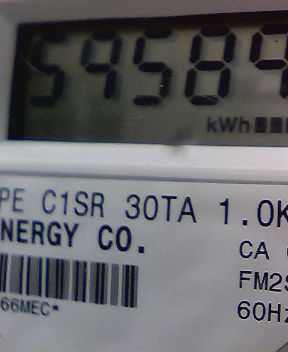 59584
kWh
PE C1SR 30TA 1.0K
NERGY CO.
CA
FM2S
66MEC*
60Hz